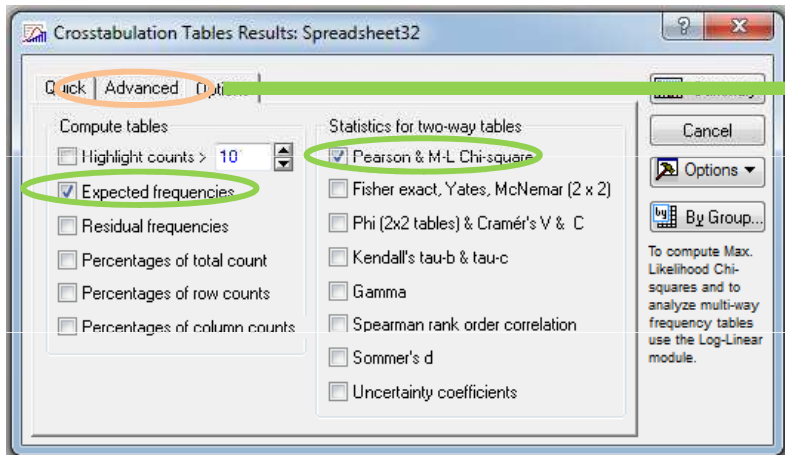 Crosstabulation Tables Results: Spreadsheet32
Quick
Advanced
Compute tables
Highlight counts > 10
Expected frequencies
Residual frequencies
Percentages of total count
Percentages of row counts
Percentages of column counts
Statistics for two-way tables
Pearson & M-L Chi-square
Fisher exact, Yates, McNemar (2 x 2)
Phi (2x2 tables) & Cramér's V & C
Kendall's tau-b & tau-c
Gamma
Spearman rank order correlation
Sommer's d
Uncertainty coefficients
Cancel
Options
By Group...
To compute Max.
Likelihood Chi-
squares and to
analyze multi-way
frequency tables
use the Log-Linear
module.